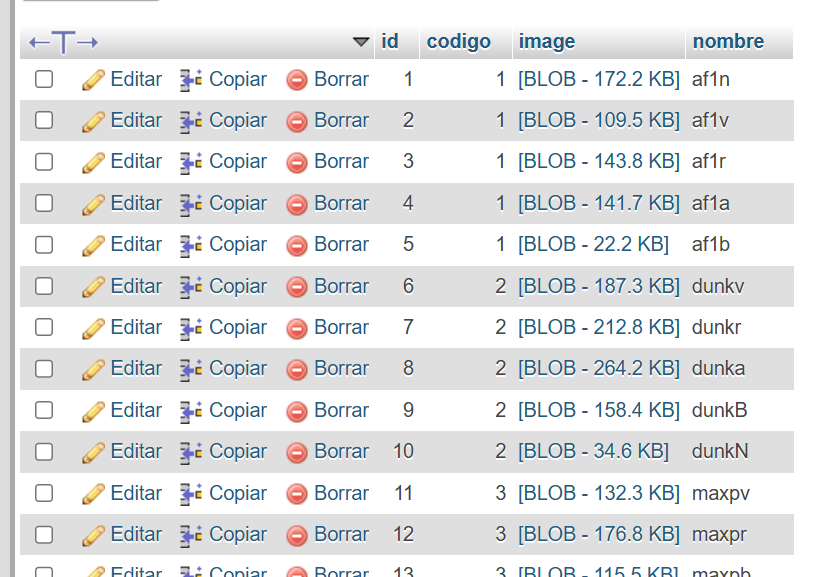 id codigo image nombre
Editar Copiar Borrar 1 1 [BLOB - 172.2 KB] af1n
Editar Copiar Borrar 2 1 [BLOB - 109.5 KB] af1v
Editar Copiar Borrar 3 1 [BLOB - 143.8 KB] af1r
Editar Copiar Borrar 4 1 [BLOB - 141.7 KB] af1a
Editar Copiar Borrar 5 1 [BLOB - 22.2 KB] af1b
Editar Copiar Borrar 6 2 [BLOB - 187.3 KB] dunkv
Editar Copiar Borrar 7 2 [BLOB - 212.8 KB] dunkr
Editar Copiar Borrar 8 2 [BLOB - 264.2 KB] dunka
Editar Copiar Borrar 9 2 [BLOB - 158.4 KB] dunkB
Editar Copiar Borrar 10 2 [BLOB - 34.6 KB] dunkN
Editar Copiar Borrar 11 3 [BLOB - 132.3 KB] maxpv
Editar Copiar Borrar 12 3 [BLOB - 176.8 KB] maxpr
Editar Copiar Borrar 13 3 [BLOB - 115.5 KB]